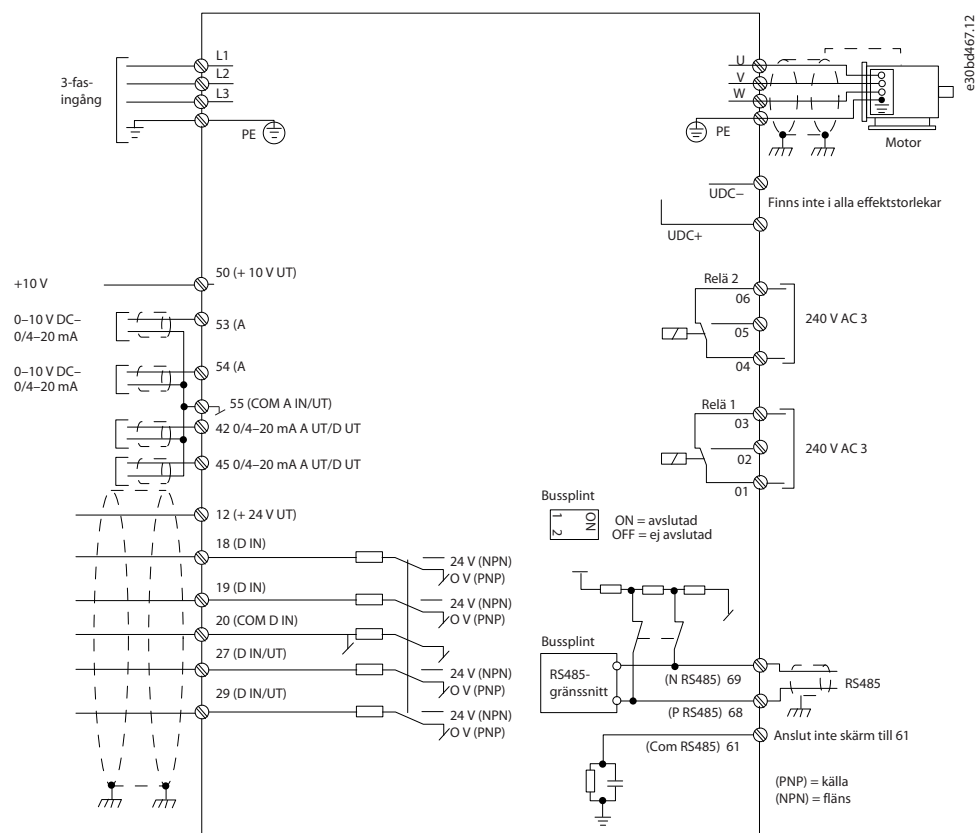 e30bd467.12
3-fas-
ingång
L1
L2
L3
PE
U
V
W
PE
Motor
UDC–
Finns inte i alla effektstorlekar
UDC+
+10 V
50 (+ 10 V UT)
0–10 V DC–
0/4–20 mA
53 (A
0–10 V DC–
0/4–20 mA
54 (A
55 (COM A IN/UT)
42 0/4–20 mA A UT/D UT
45 0/4–20 mA A UT/D UT
12 (+ 24 V UT)
18 (D IN)
24 V (NPN)
O V (PNP)
19 (D IN)
24 V (NPN)
O V (PNP)
20 (COM D IN)
27 (D IN/UT)
24 V (NPN)
O V (PNP)
29 (D IN/UT)
24 V (NPN)
O V (PNP)
Relä 2
06
05
04
240 V AC 3
Relä 1
03
02
01
240 V AC 3
Bussplint
1 2
ON
ON = avslutad
OFF = ej avslutad
Bussplint
RS485-
gränssnitt
(N RS485) 69
RS485
(P RS485) 68
(Com RS485) 61
Anslut inte skärm till 61
(PNP) = källa
(NPN) = fläns